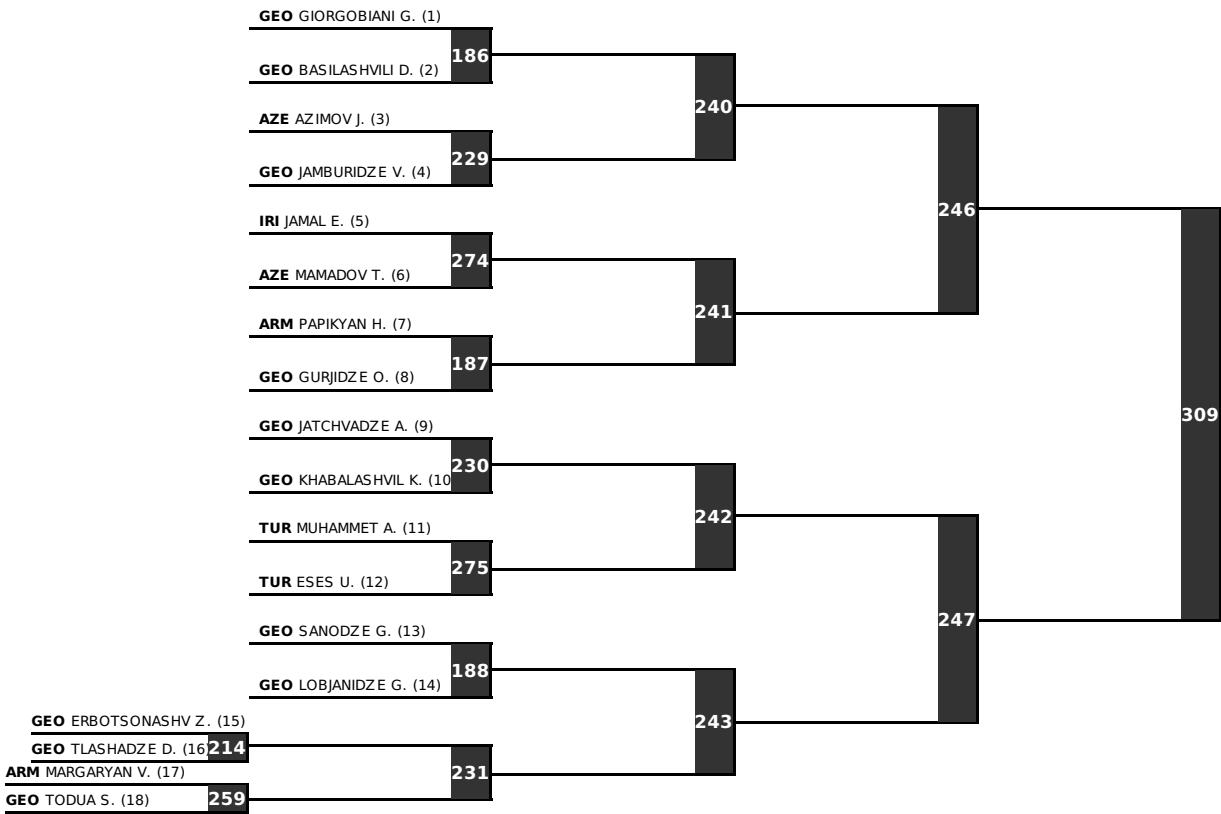 GEO GIORGOBIANI G. (1)
186
GEO BASILASHVILI D. (2)
240
AZE AZIMOV J. (3)
229
GEO JAMBURIDZE V. (4)
246
IRI JAMAL E. (5)
274
AZE MAMADOV T. (6)
241
ARM PAPIKYAN H. (7)
187
GEO GURJIDZE O. (8)
309
GEO JATCHVADZE A. (9)
230
GEO KHABALASHVIL K. (10
242
TUR MUHAMMET A. (11)
275
TUR ESES U. (12)
247
GEO SANODZE G. (13)
188
GEO LOBJANIDZE G. (14)
243
GEO ERBOTSONASHV Z. (15)
GEO TLASHADZE D. (16)
214
231
ARM MARGARYAN V. (17)
GEO TODUA S. (18)
259